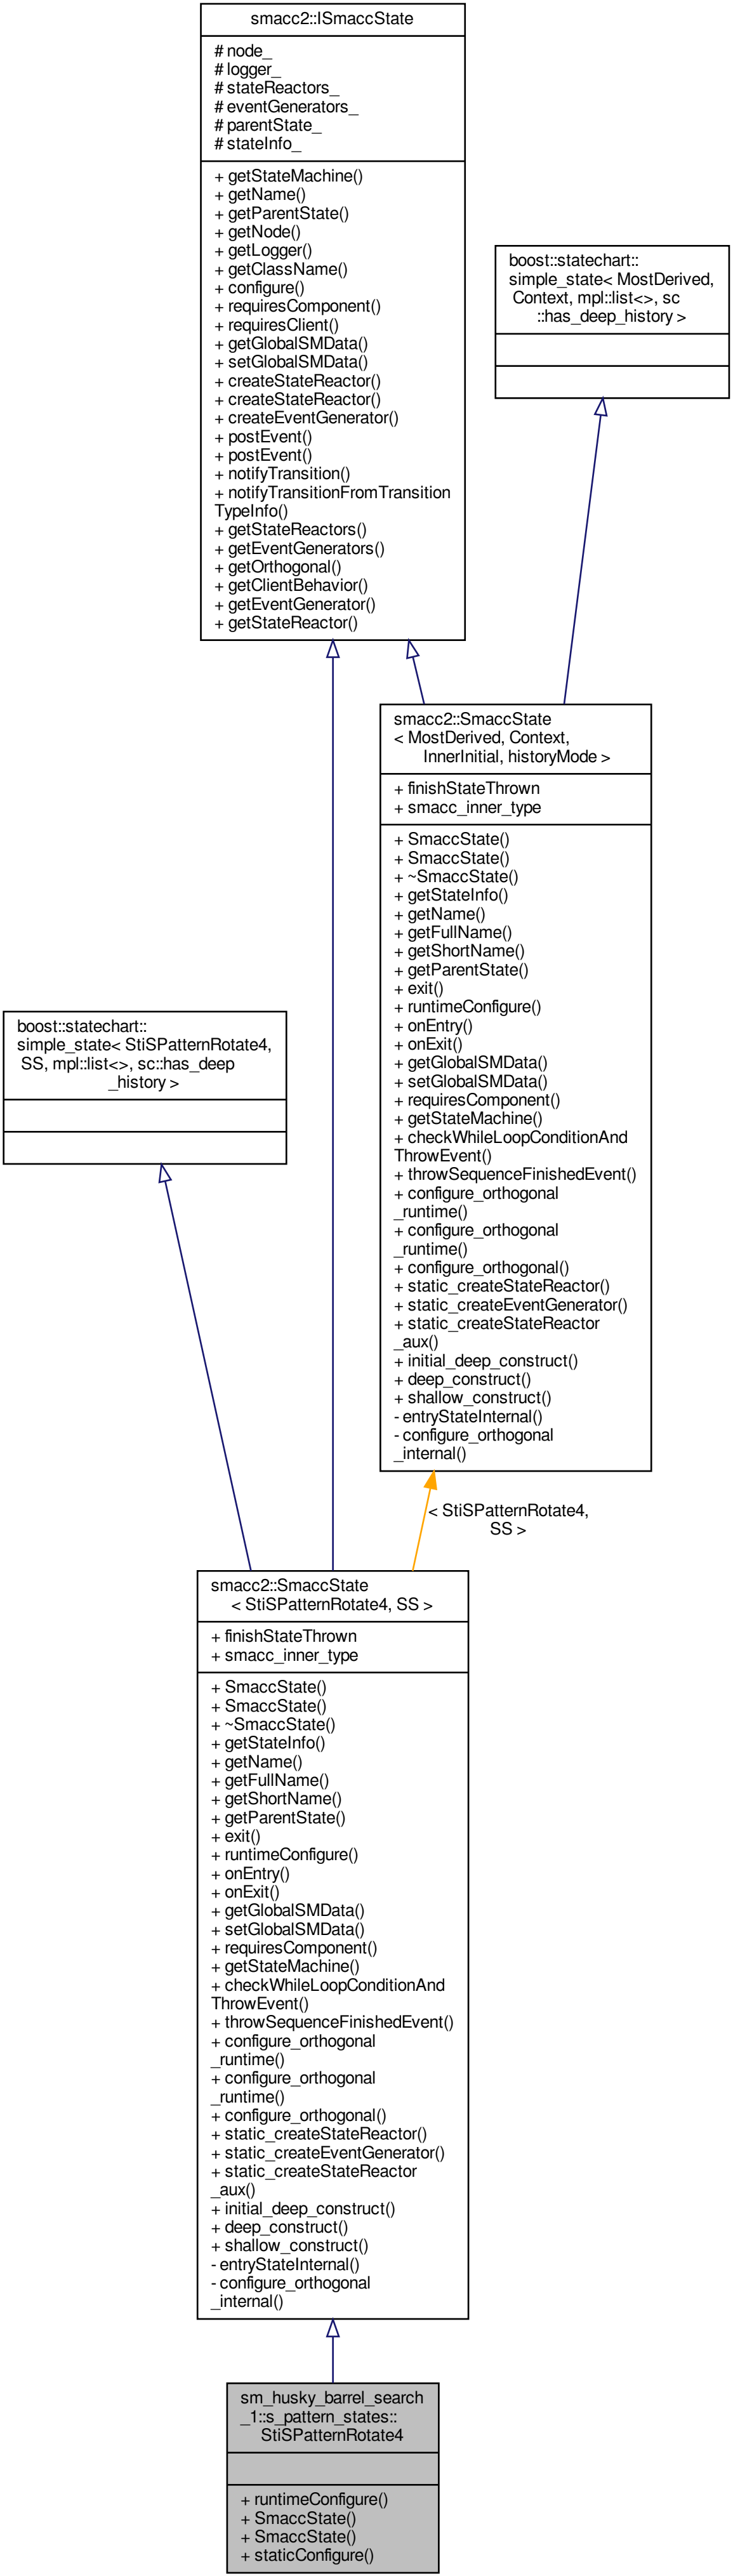 smacc2::ISmaccState
# node_
# logger_
# stateReactors_
# eventGenerators_
# parentState_
# stateInfo_
+ getStateMachine()
+ getName()
+ getParentState()
+ getNode()
+ getLogger()
+ getClassName()
+ configure()
+ requiresComponent()
+ requiresClient()
+ getGlobalSMData()
+ setGlobalSMData()
+ createStateReactor()
+ createStateReactor()
+ createEventGenerator()
+ postEvent()
+ postEvent()
+ notifyTransition()
+ notifyTransitionFromTransition
TypeInfo()
+ getStateReactors()
+ getEventGenerators()
+ getOrthogonal()
+ getClientBehavior()
+ getEventGenerator()
+ getStateReactor()
boost::statechart::
simple_state< MostDerived,
Context, mpl::list<>, sc
::has_deep_history >
smacc2::SmaccState
< MostDerived, Context,
InnerInitial, historyMode >
+ finishStateThrown
+ smacc_inner_type
+ SmaccState()
+ SmaccState()
+ ~SmaccState()
+ getStateInfo()
+ getName()
+ getFullName()
+ getShortName()
+ getParentState()
+ exit()
+ runtimeConfigure()
+ onEntry()
+ onExit()
+ getGlobalSMData()
+ setGlobalSMData()
+ requiresComponent()
+ getStateMachine()
+ checkWhileLoopConditionAnd
ThrowEvent()
+ throwSequenceFinishedEvent()
+ configure_orthogonal
_runtime()
+ configure_orthogonal
_runtime()
+ configure_orthogonal()
+ static_createStateReactor()
+ static_createEventGenerator()
+ static_createStateReactor
_aux()
+ initial_deep_construct()
+ deep_construct()
+ shallow_construct()
- entryStateInternal()
- configure_orthogonal
_internal()
boost::statechart::
simple_state< StiSPatternRotate4,
SS, mpl::list<>, sc::has_deep
_history >
< StiSPatternRotate4,
SS >
smacc2::SmaccState
< StiSPatternRotate4, SS >
+ finishStateThrown
+ smacc_inner_type
+ SmaccState()
+ SmaccState()
+ ~SmaccState()
+ getStateInfo()
+ getName()
+ getFullName()
+ getShortName()
+ getParentState()
+ exit()
+ runtimeConfigure()
+ onEntry()
+ onExit()
+ getGlobalSMData()
+ setGlobalSMData()
+ requiresComponent()
+ getStateMachine()
+ checkWhileLoopConditionAnd
ThrowEvent()
+ throwSequenceFinishedEvent()
+ configure_orthogonal
_runtime()
+ configure_orthogonal
_runtime()
+ configure_orthogonal()
+ static_createStateReactor()
+ static_createEventGenerator()
+ static_createStateReactor
_aux()
+ initial_deep_construct()
+ deep_construct()
+ shallow_construct()
- entryStateInternal()
- configure_orthogonal
_internal()
sm_husky_barrel_search
_1::s_pattern_states::
StiSPatternRotate4
+ runtimeConfigure()
+ SmaccState()
+ SmaccState()
+ staticConfigure()